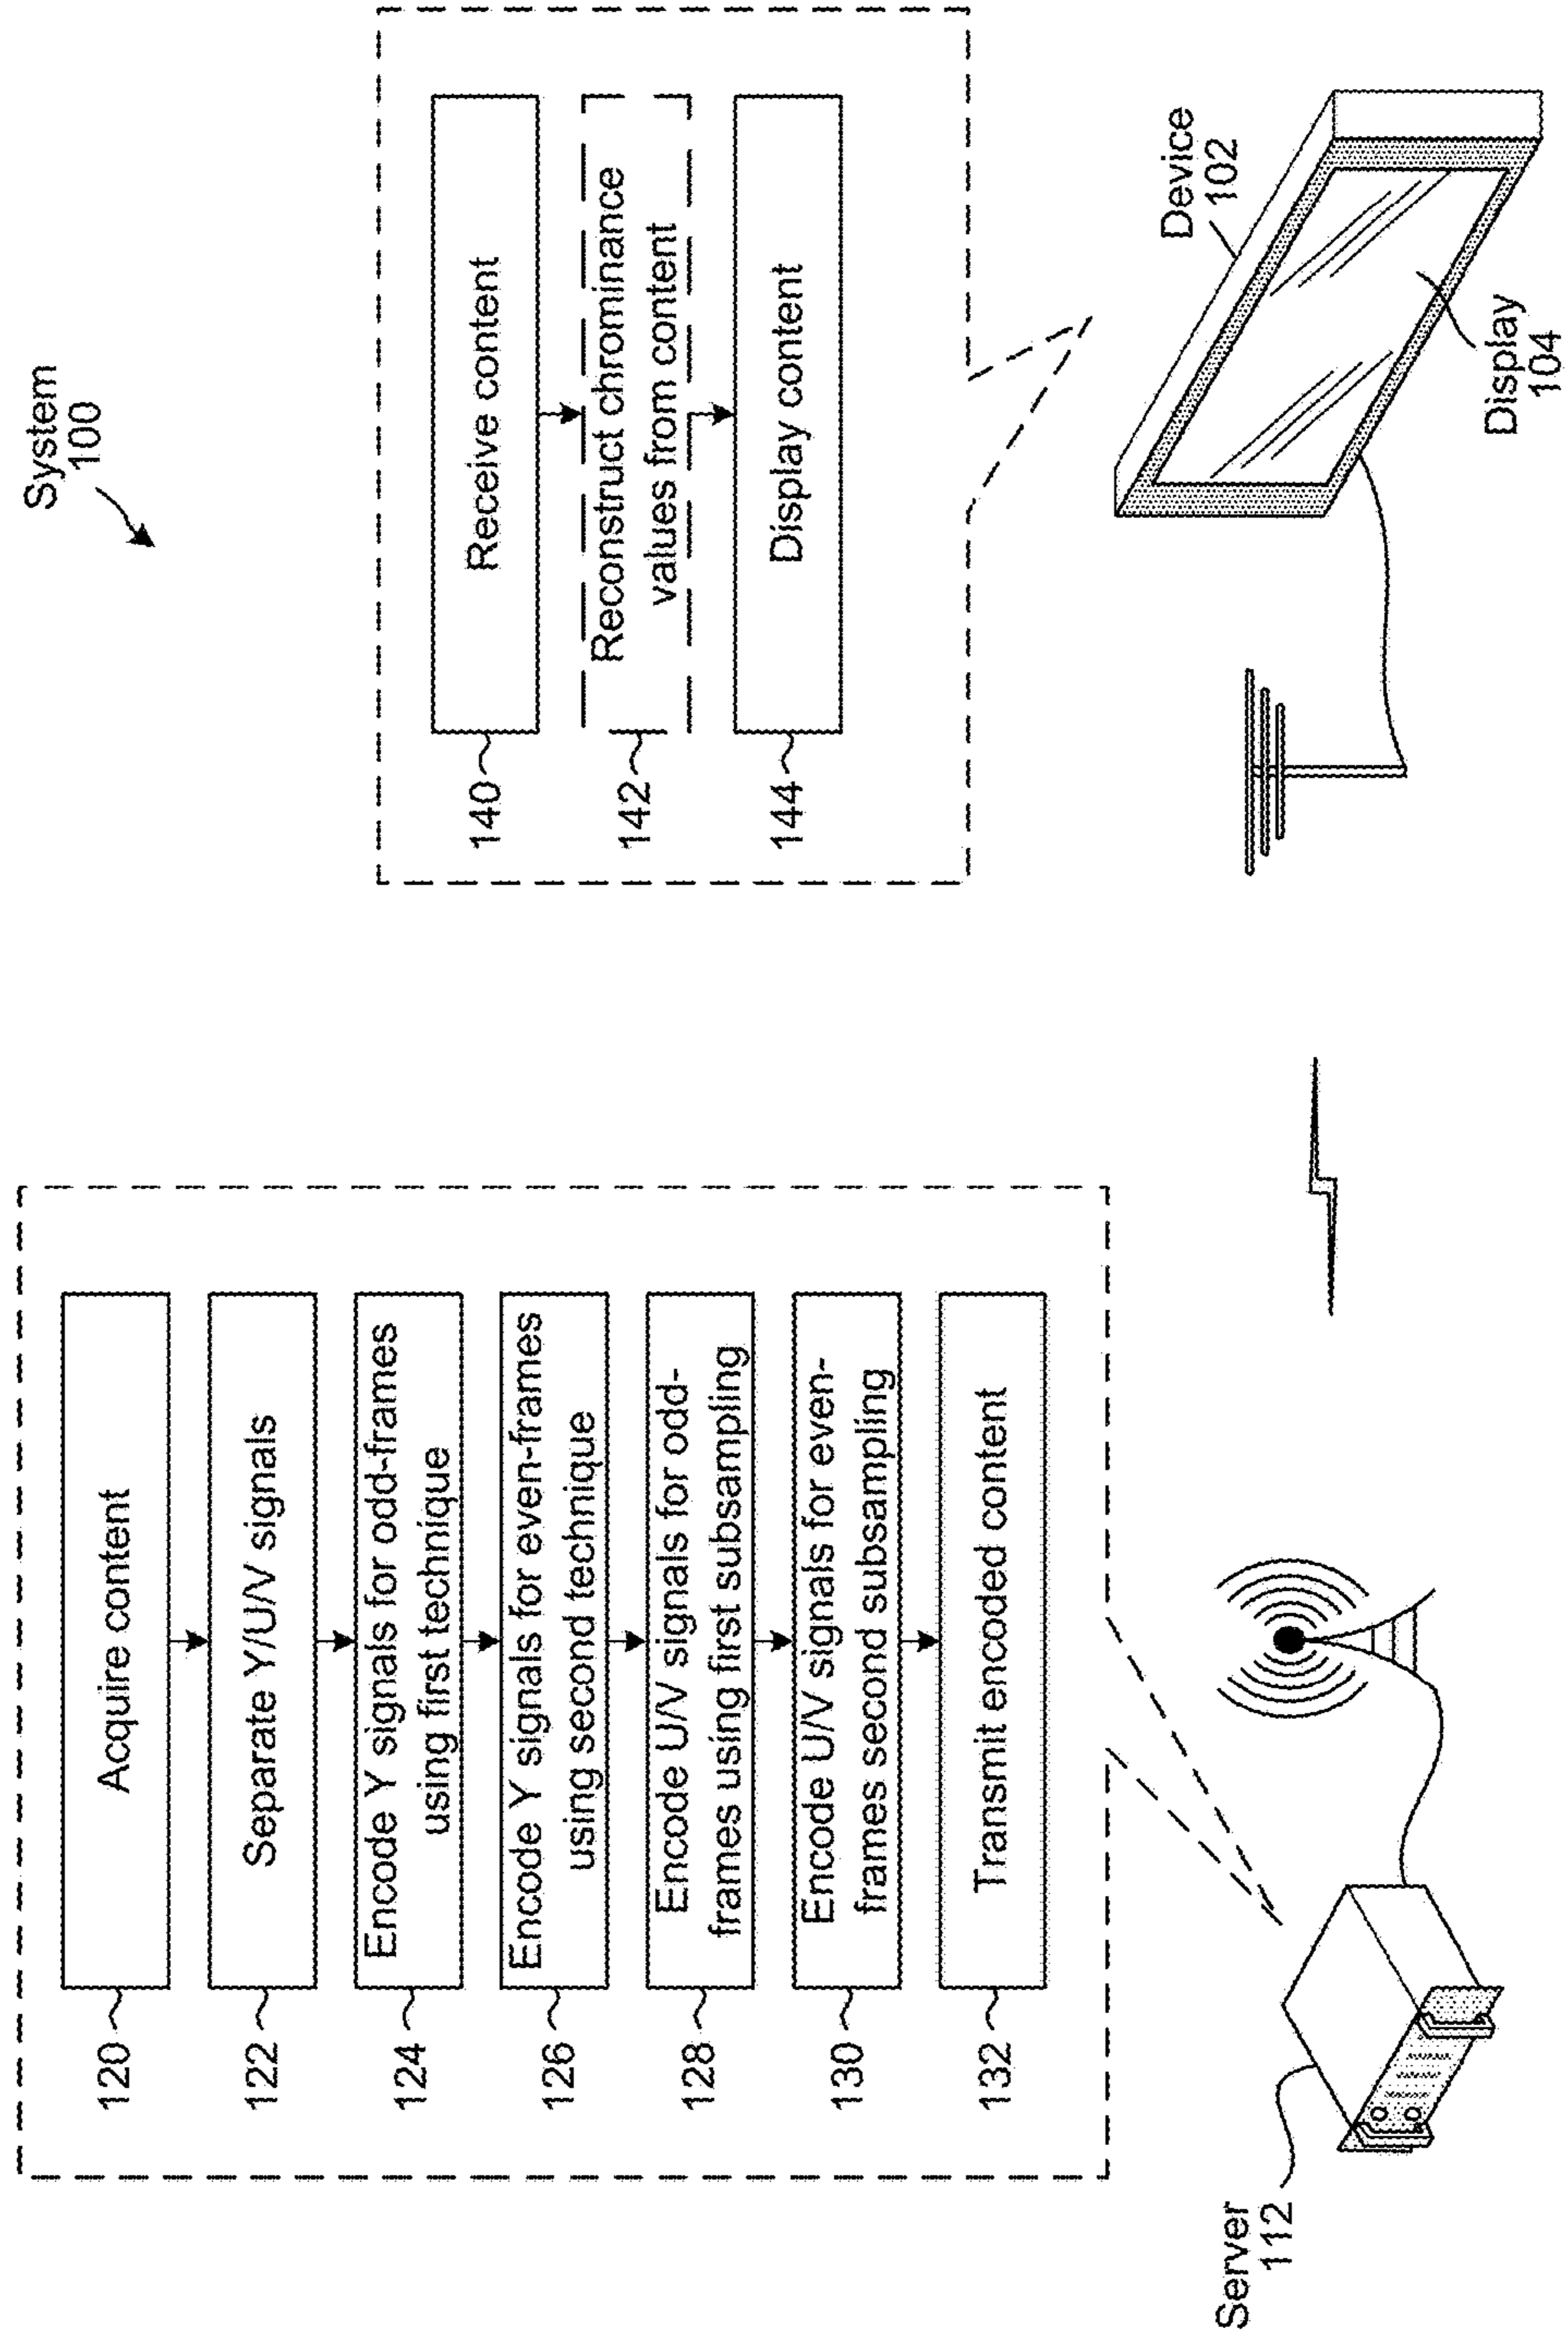 System
100
120
Acquire content
122
Separate Y/U/V signals
124
Encode Y signals for odd-frames
using first technique
126
Encode Y signals for even-frames
using second technique
128
Encode U/V signals for odd-
frames using first subsampling
130
Encode U/V signals for even-
frames second subsampling
132
Transmit encoded content
140
Receive content
142
Reconstruct chrominance
values from content
144
Display content
Server
112
Device
102
Display
104